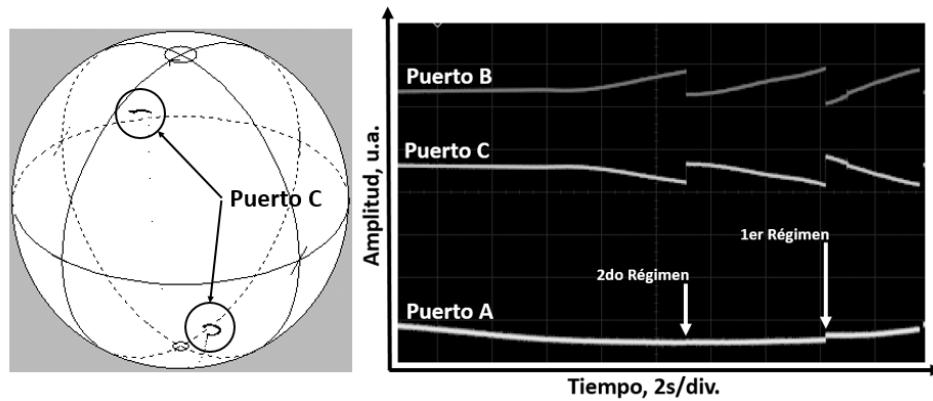 Puerto C
Amplitud, u.a.
Puerto B
Puerto C
1er Régimen
2do Régimen
Puerto A
Tiempo, 2s/div.